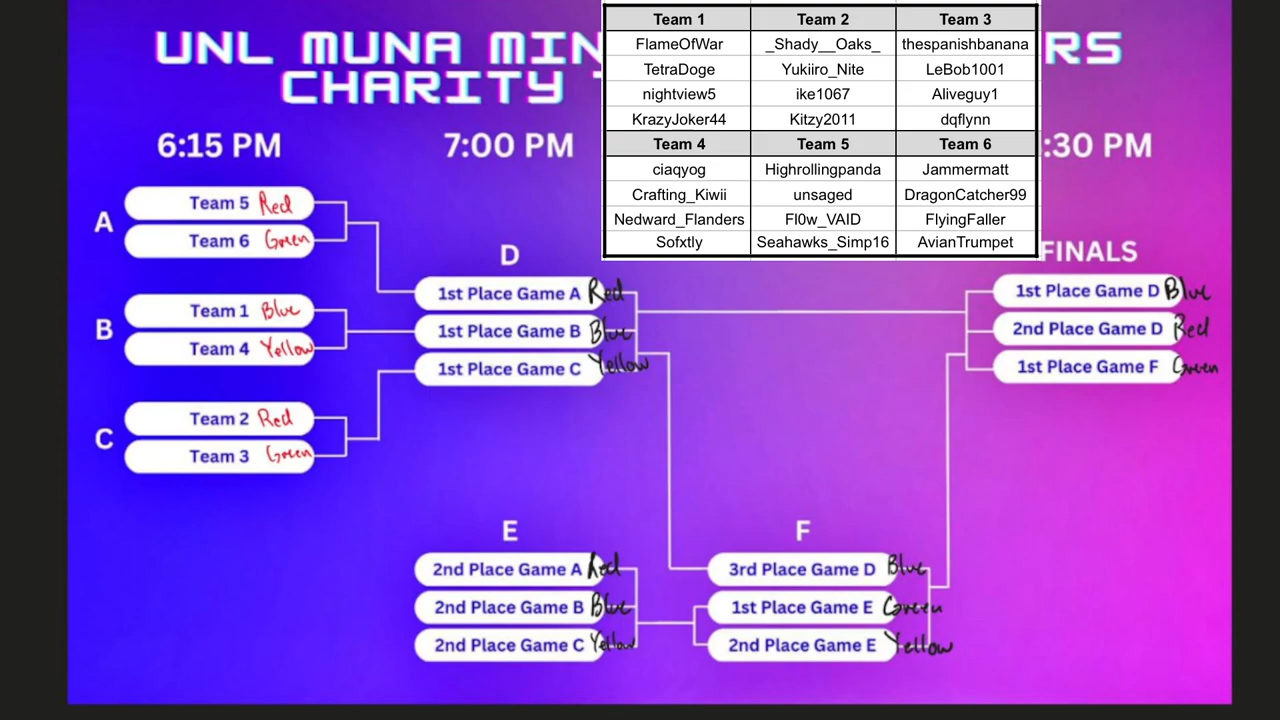 UNL MUNA MIN RS
CHARITY T
Team 1 Team 2 Team 3
FlameOfWar _Shady__Oaks_ thespanishbanana
TetraDoge Yukiiro_Nite LeBob1001
nightview5 ike1067 Aliveguy1
KrazyJoker44 Kitzy2011 dqflynn
Team 4 Team 5 Team 6
ciaqyog Highrollingpanda Jammermatt
Crafting_Kiwii unsaged DragonCatcher99
Nedward_Flanders Fl0w_VAID FlyingFaller
Sofxtly Seahawks_Simp16 AvianTrumpet
6:15 PM 7:00 PM :30 PM
A
Team 5 Red
Team 6 Green
B
Team 1 Blue
Team 4 Yellow
C
Team 2 Red
Team 3 Green
D
1st Place Game A Red
1st Place Game B Blue
1st Place Game C Yellow
E
2nd Place Game A Red
2nd Place Game B Blue
2nd Place Game C Yellow
F
3rd Place Game D Blue
1st Place Game E Green
2nd Place Game E Yellow
FINALS
1st Place Game D Blue
2nd Place Game D Red
1st Place Game F Green